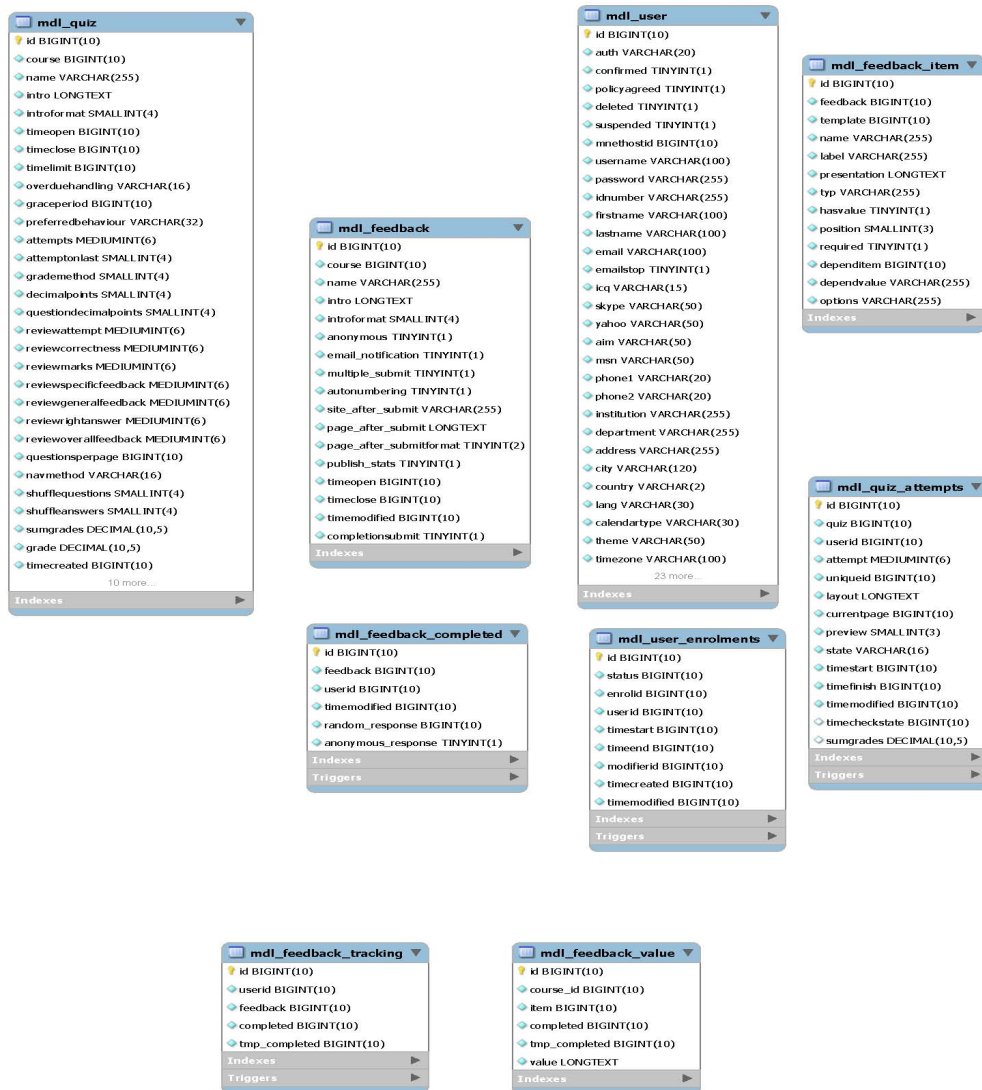 mdl_quiz
id BIGINT(10)
course BIGINT(10)
name VARCHAR(255)
intro LONGTEXT
introformat SMALLINT(4)
timeopen BIGINT(10)
timeclose BIGINT(10)
timelimit BIGINT(10)
overduehandling VARCHAR(16)
graceperiod BIGINT(10)
preferredbehaviour VARCHAR(32)
attempts MEDIUMINT(6)
attemptonlast SMALLINT(4)
grademethod SMALLINT(4)
decimalpoints SMALLINT(4)
questiondecimalpoints SMALLINT(4)
reviewattempt MEDIUMINT(6)
reviewcorrectness MEDIUMINT(6)
reviewmarks MEDIUMINT(6)
reviewspecificfeedback MEDIUMINT(6)
reviewgeneralfeedback MEDIUMINT(6)
reviewrightanswer MEDIUMINT(6)
reviewoverallfeedback MEDIUMINT(6)
questionsperpage BIGINT(10)
navmethod VARCHAR(16)
shufflequestions SMALLINT(4)
shuffleanswers SMALLINT(4)
sumgrades DECIMAL(10,5)
grade DECIMAL(10,5)
timecreated BIGINT(10)
10 more...
Indexes
mdl_feedback
id BIGINT(10)
course BIGINT(10)
name VARCHAR(255)
intro LONGTEXT
introformat SMALLINT(4)
anonymous TINYINT(1)
email_notification TINYINT(1)
multiple_submit TINYINT(1)
autonumbering TINYINT(1)
site_after_submit VARCHAR(255)
page_after_submit LONGTEXT
page_after_submitformat TINYINT(2)
publish_stats TINYINT(1)
timeopen BIGINT(10)
timeclose BIGINT(10)
timemodified BIGINT(10)
completionsubmit TINYINT(1)
Indexes
mdl_user
id BIGINT(10)
auth VARCHAR(20)
confirmed TINYINT(1)
policyagreed TINYINT(1)
deleted TINYINT(1)
suspended TINYINT(1)
mnethostid BIGINT(10)
username VARCHAR(100)
password VARCHAR(255)
idnumber VARCHAR(255)
firstname VARCHAR(100)
lastname VARCHAR(100)
email VARCHAR(100)
emailstop TINYINT(1)
icq VARCHAR(15)
skype VARCHAR(50)
yahoo VARCHAR(50)
aim VARCHAR(50)
msn VARCHAR(50)
phone1 VARCHAR(20)
phone2 VARCHAR(20)
institution VARCHAR(255)
department VARCHAR(255)
address VARCHAR(255)
city VARCHAR(120)
country VARCHAR(2)
lang VARCHAR(30)
calendartype VARCHAR(30)
theme VARCHAR(50)
timezone VARCHAR(100)
23 more...
Indexes
mdl_feedback_item
id BIGINT(10)
feedback BIGINT(10)
template BIGINT(10)
name VARCHAR(255)
label VARCHAR(255)
presentation LONGTEXT
typ VARCHAR(255)
hasvalue TINYINT(1)
position SMALLINT(3)
required TINYINT(1)
dependitem BIGINT(10)
dependvalue VARCHAR(255)
options VARCHAR(255)
Indexes
mdl_quiz_attempts
id BIGINT(10)
quiz BIGINT(10)
userid BIGINT(10)
attempt MEDIUMINT(6)
uniqueid BIGINT(10)
layout LONGTEXT
currentpage BIGINT(10)
preview SMALLINT(3)
state VARCHAR(16)
timestart BIGINT(10)
timefinish BIGINT(10)
timemodified BIGINT(10)
timecheckstate BIGINT(10)
sumgrades DECIMAL(10,5)
Indexes
Triggers
mdl_feedback_completed
id BIGINT(10)
feedback BIGINT(10)
userid BIGINT(10)
timemodified BIGINT(10)
random_response BIGINT(10)
anonymous_response TINYINT(1)
Indexes
Triggers
mdl_user_enrolments
id BIGINT(10)
status BIGINT(10)
enrolid BIGINT(10)
userid BIGINT(10)
timestart BIGINT(10)
timeend BIGINT(10)
modifierid BIGINT(10)
timecreated BIGINT(10)
timemodified BIGINT(10)
Indexes
Triggers
mdl_feedback_tracking
id BIGINT(10)
userid BIGINT(10)
feedback BIGINT(10)
completed BIGINT(10)
tmp_completed BIGINT(10)
Indexes
Triggers
mdl_feedback_value
id BIGINT(10)
course_id BIGINT(10)
item BIGINT(10)
completed BIGINT(10)
tmp_completed BIGINT(10)
value LONGTEXT
Indexes